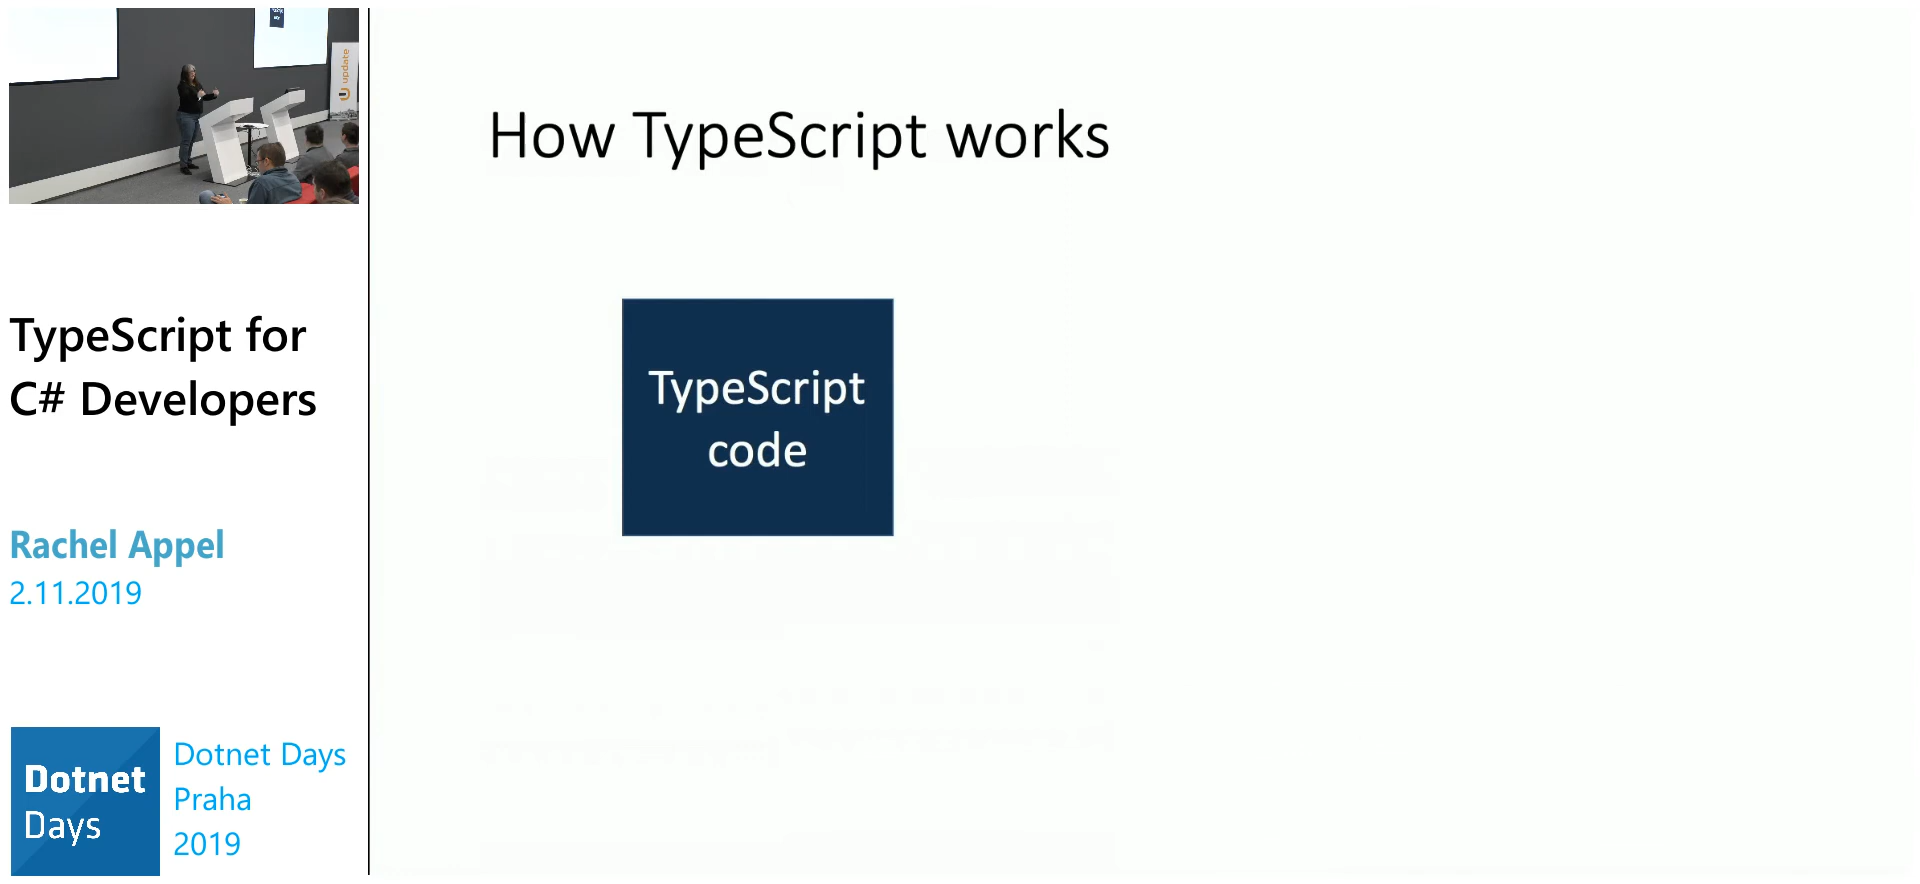 update
TypeScript for
C# Developers
Rachel Appel
2.11.2019
Dotnet
Days
Dotnet Days
Praha
2019
How TypeScript works
TypeScript
code